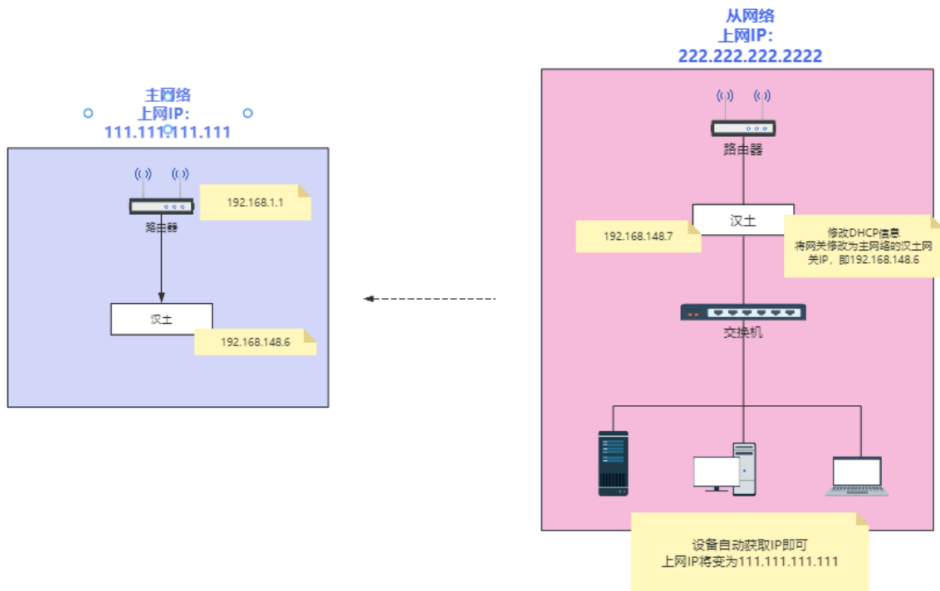 主网络
上网IP:
111.111.111.111
192.168.1.1
路由器
汉土
192.168.148.6
从网络
上网IP:
222.222.222.2222
路由器
汉土
192.168.148.7
修改DHCP信息
将网关修改为主网络的汉土网
关IP，即192.168.148.6
交换机
设备自动获取IP即可
上网IP将变为111.111.111.111